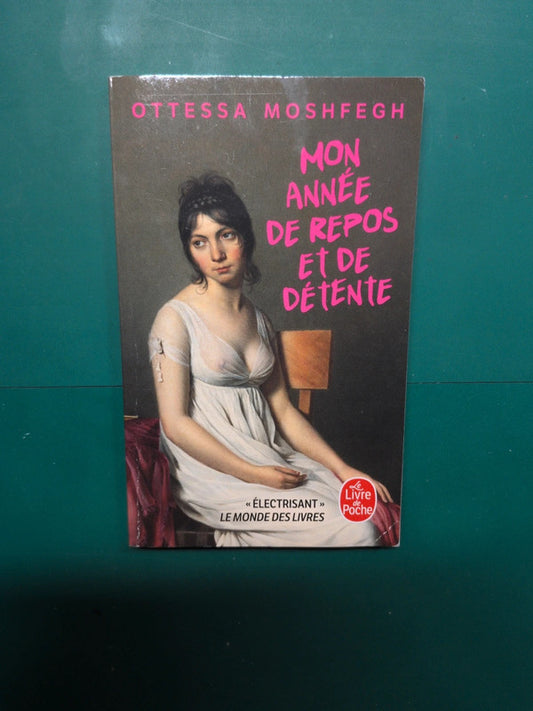 OTTESSA MOSHFEGH
MON
ANNÉE
DE REPOS
ET DE
DÉTENTE
« ÉLECTRISANT »
LE MONDE DES LIVRES
Le
Livre
de
Poche